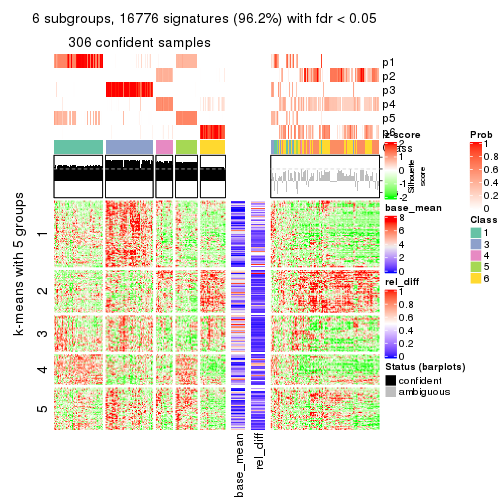 6 subgroups, 16776 signatures (96.2%) with fdr < 0.05
306 confident samples
p1
p2
p3
p4
p5
p6
Class
Silhouette
score
k-means with 5 groups
1
2
3
4
5
base_mean
rel_diff
z_score
2
1
0
-1
-2
base_mean
8
6
4
2
0
rel_diff
1
0.8
0.6
0.4
0.2
0
Status (barplots)
confident
ambiguous
Prob
1
0.8
0.6
0.4
0.2
0
Class
1
3
4
5
6